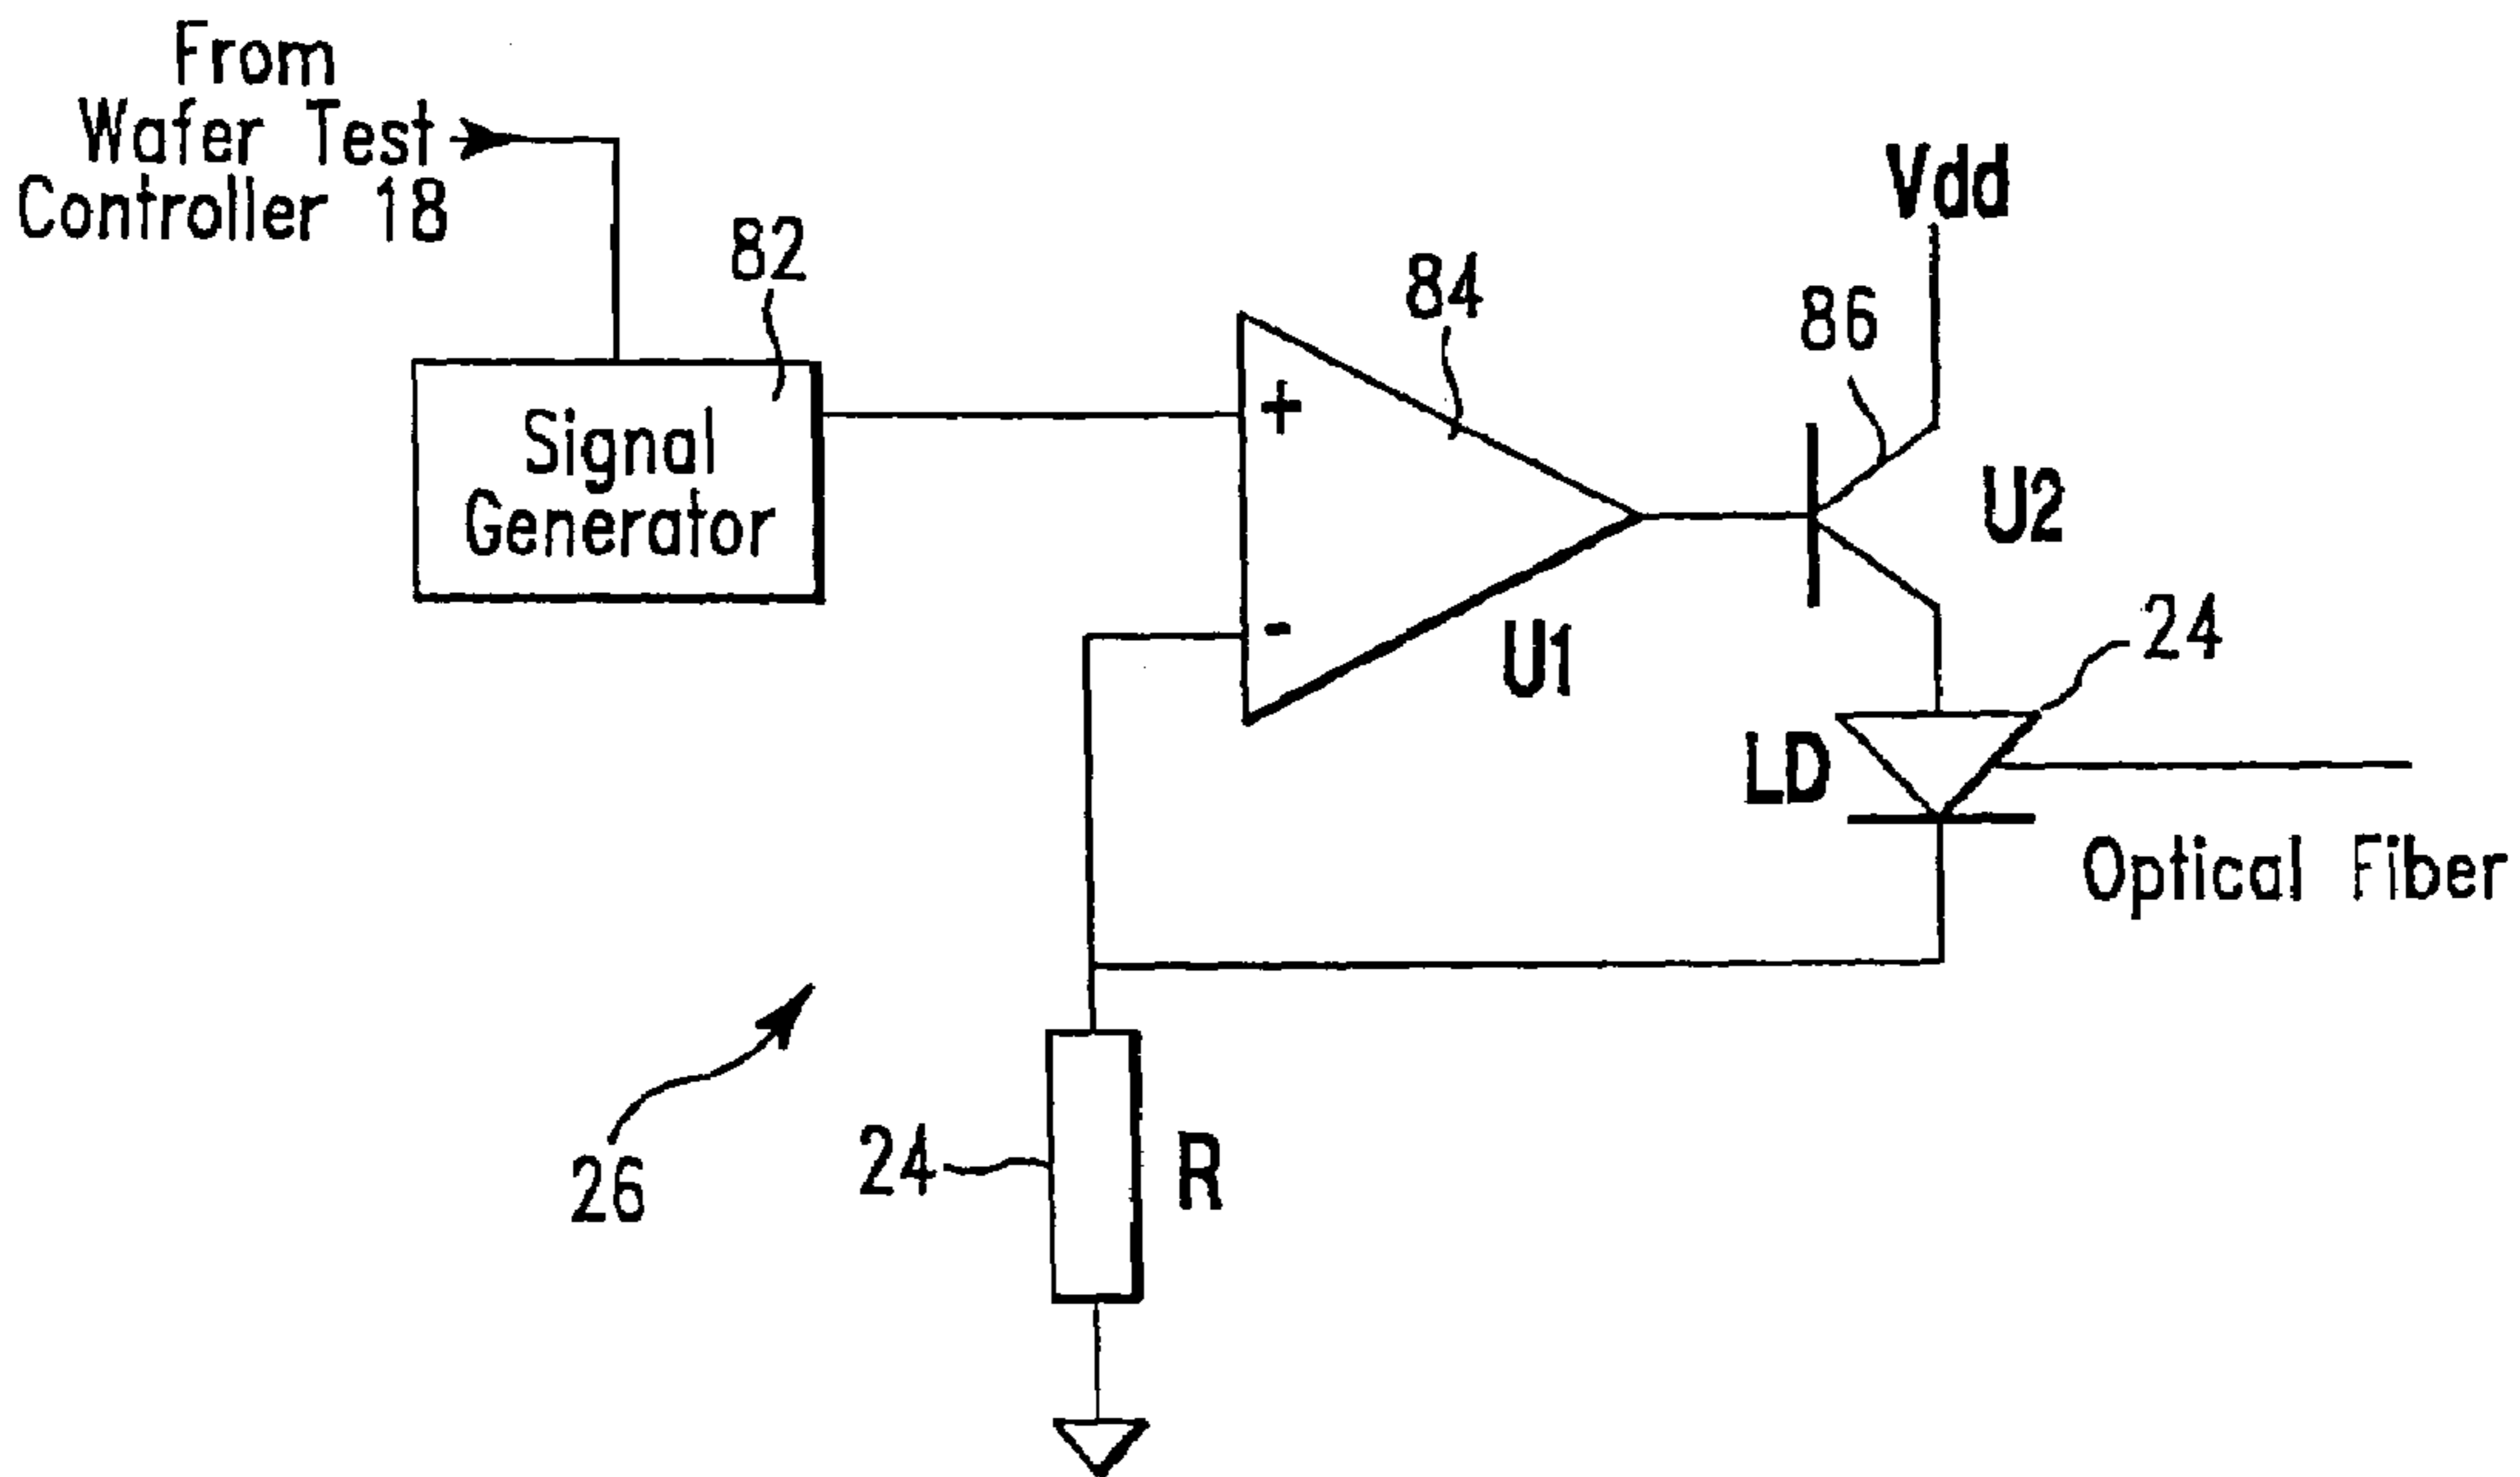 From
Wafer Test
Controller 18
82
Signal
Generator
+
-
84
U1
Vdd
86
U2
24
LD
Optical Fiber
26
24
R